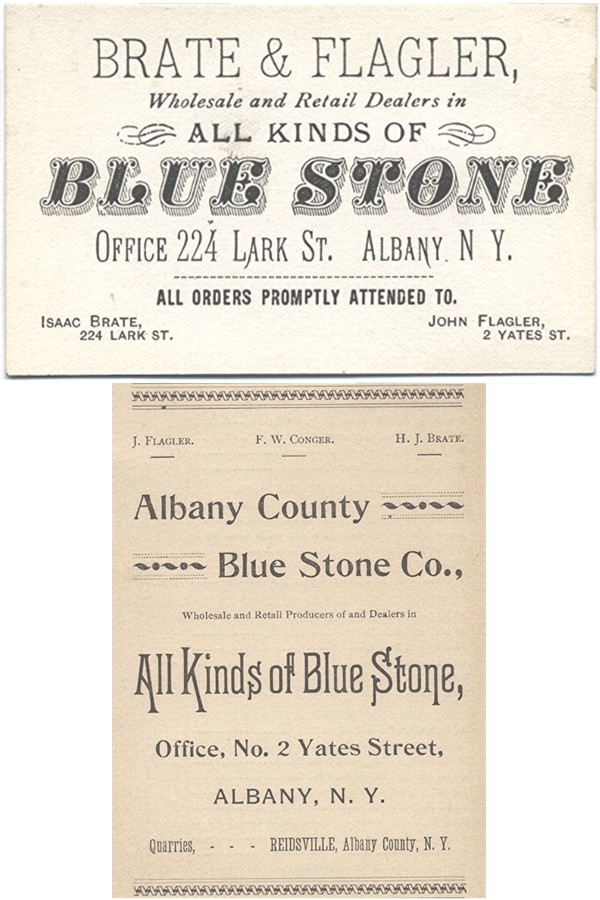 BRATE & FLAGLER,
Wholesale and Retail Dealers in
ALL KINDS OF
BLUE STONE
OFFICE 224 LARK ST. ALBANY. N Y.
ALL ORDERS PROMPTLY ATTENDED TO.
ISAAC BRATE,
224 LARK ST.
JOHN FLAGLER,
2 YATES ST.
J. FLAGLER. F. W. CONGER. H. J. BRATE.
Albany County
Blue Stone Co.,
Wholesale and Retail Producers of and Dealers in
All Kinds of Blue Stone,
Office, No. 2 Yates Street,
ALBANY, N. Y.
Quarries, - - - REIDSVILLE, Albany County, N. Y.